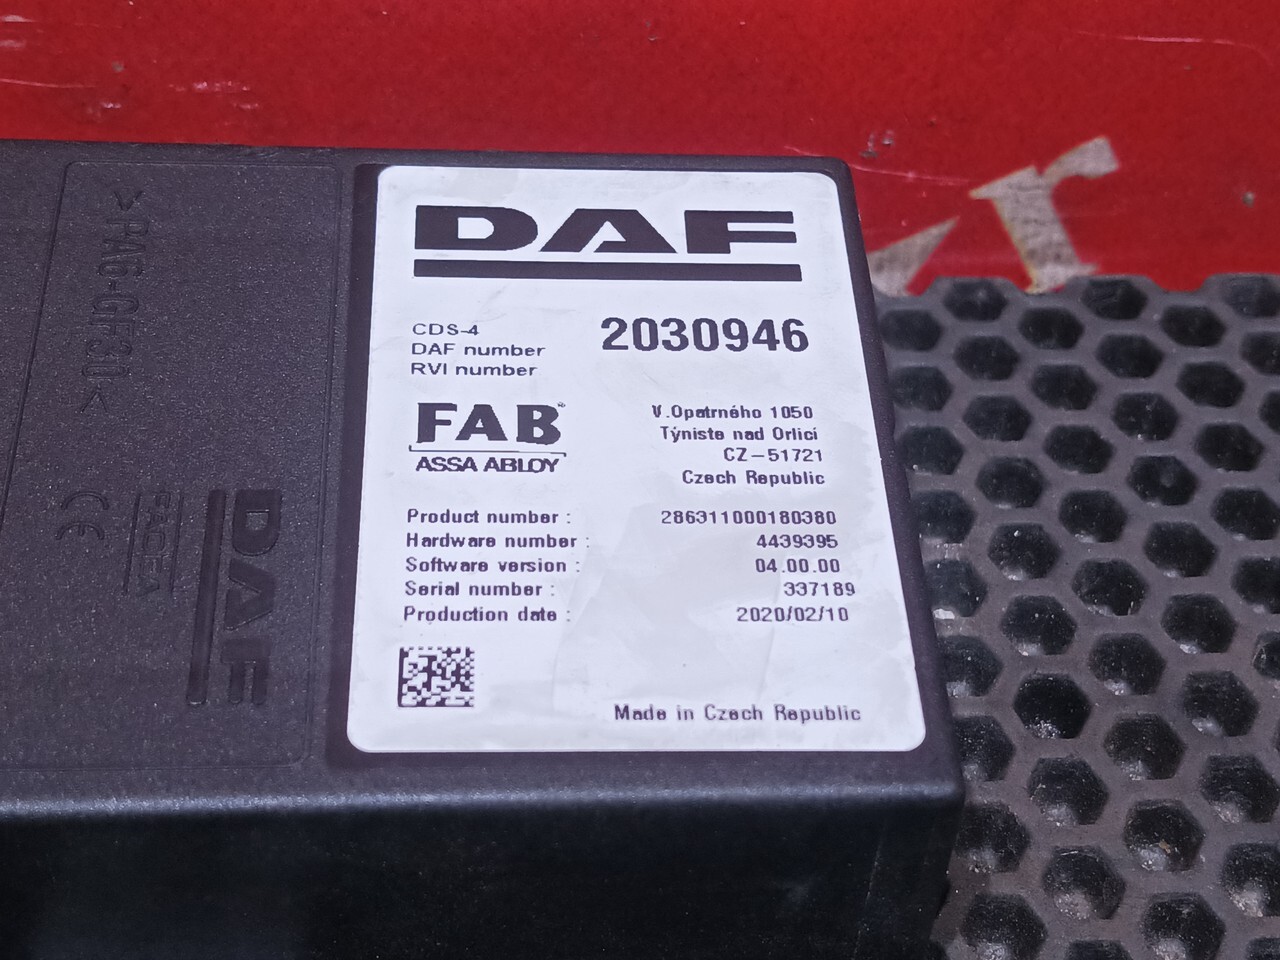 DAF
CDS-4
DAF number 2030946
RVI number
FAB®
ASSA ABLOY
V.Opatrného 1050
Týniste nad Orlicí
CZ-51721
Czech Republic
Product number : 286311000180380
Hardware number : 4439395
Software version : 04.00.00
Serial number : 337189
Production date : 2020/02/10
Made in Czech Republic
>PA6-GF30<
CE
DAF